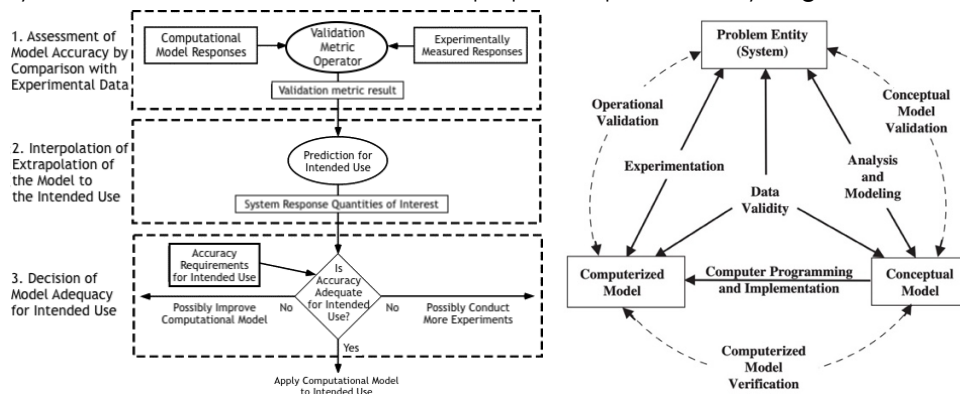 1. Assessment of
Model Accuracy by
Comparison with
Experimental Data
Computational
Model Responses
Validation
Metric
Operator
Experimentally
Measured Responses
Validation metric result
2. Interpolation of
Extrapolation of
the Model to
the Intended Use
Prediction for
Intended Use
System Response Quantities of Interest
3. Decision of
Model Adequacy
for Intended Use
Accuracy
Requirements
for Intended Use
Is
Accuracy
Adequate
for Intended
Use?
No
No
Possibly Improve
Computational Model
Possibly Conduct
More Experiments
Yes
Apply Computational Model
to Intended Use
Problem Entity
(System)
Operational
Validation
Conceptual
Model
Validation
Experimentation
Analysis
and
Modeling
Data
Validity
Computerized
Model
Computer Programming
and Implementation
Conceptual
Model
Computerized
Model
Verification